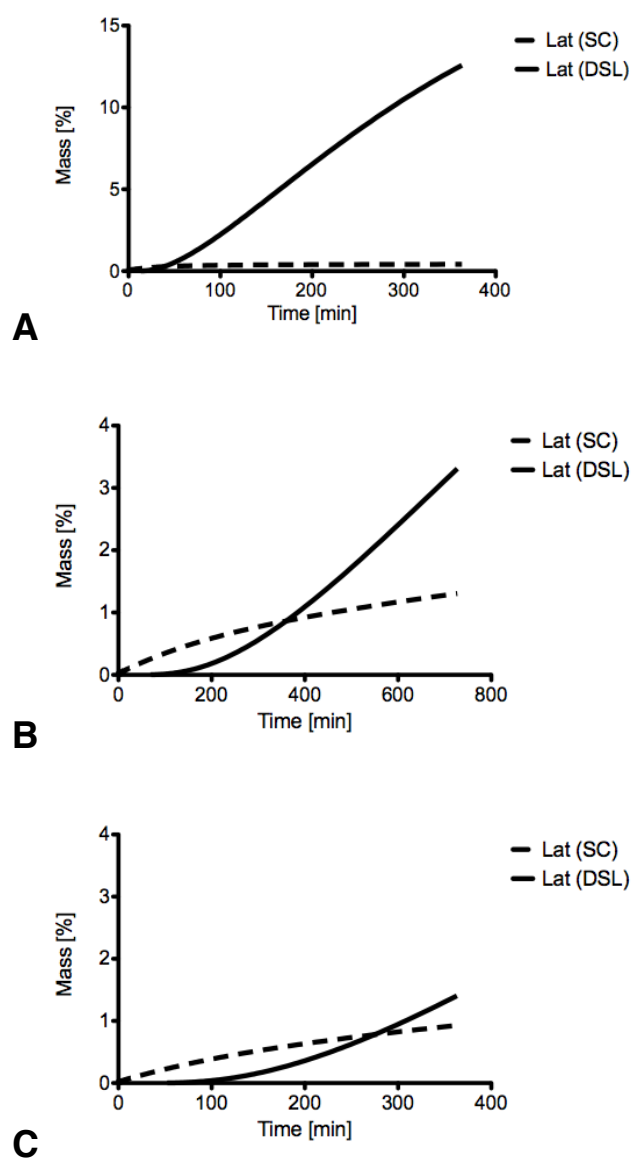 15
10
5
0
Mass [%]
0 100 200 300 400
Time [min]
Lat (SC)
Lat (DSL)
A
4
3
2
1
0
Mass [%]
0 200 400 600 800
Time [min]
Lat (SC)
Lat (DSL)
B
4
3
2
1
0
Mass [%]
0 100 200 300 400
Time [min]
Lat (SC)
Lat (DSL)
C